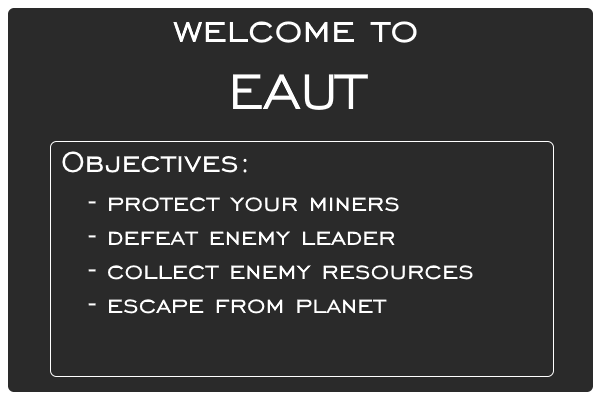 WELCOME TO
EAUT
OBJECTIVES:
- PROTECT YOUR MINERS
- DEFEAT ENEMY LEADER
- COLLECT ENEMY RESOURCES
- ESCAPE FROM PLANET